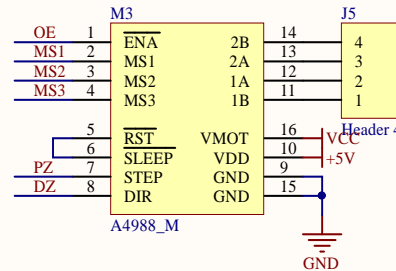 M3
J5
OE 1 ENA 2B 14 4
MS1 2 MS1 2A 13 3
MS2 3 MS2 1A 12 2
MS3 4 MS3 1B 11 1
5 RST VMOT 16 VCC
Header 4
6 SLEEP VDD 10 +5V
PZ 7 STEP GND 9
DZ 8 DIR GND 15
A4988_M
GND